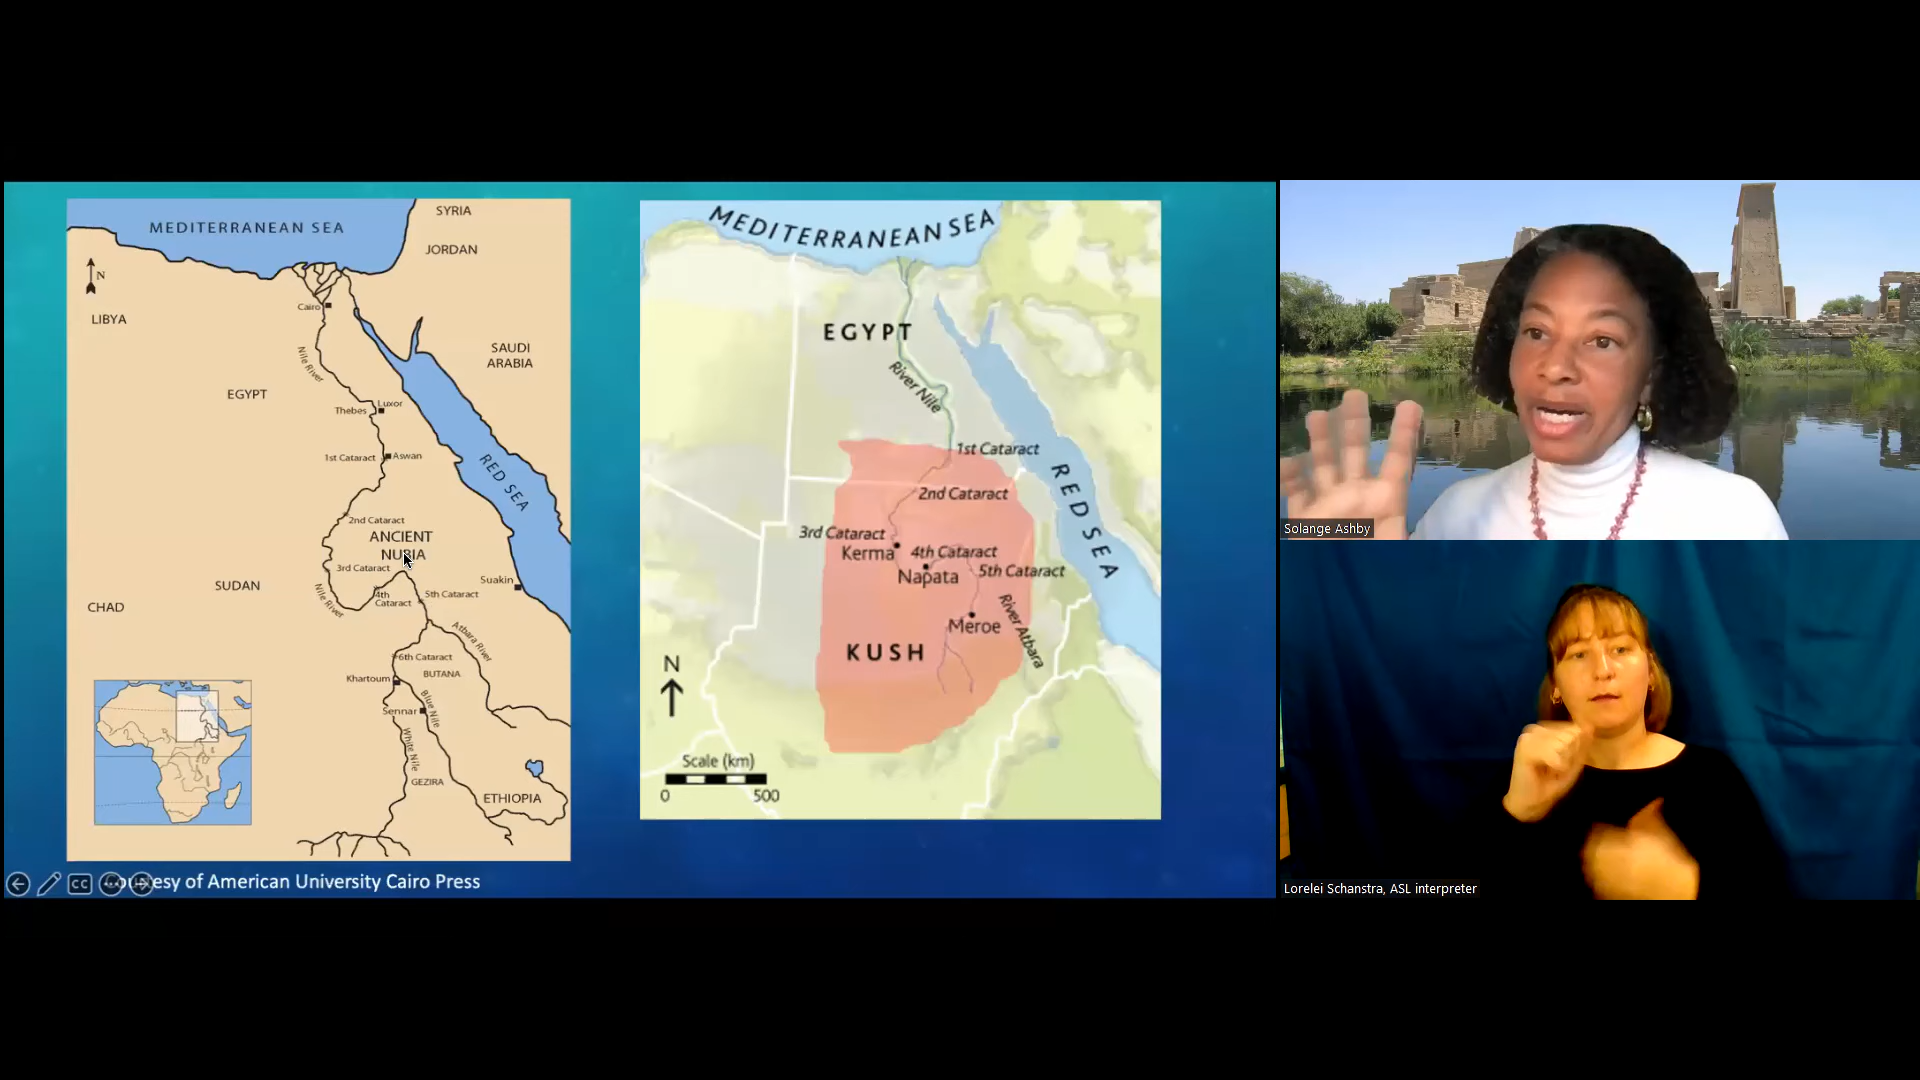 MEDITERRANEAN SEA
SYRIA
JORDAN
N
Cairo
LIBYA
Nile River
SAUDI
ARABIA
EGYPT
Thebes
Luxor
1st Cataract
Aswan
RED SEA
2nd Cataract
ANCIENT
NUBIA
3rd Cataract
SUDAN
Suakin
Nile River
4th
Cataract
5th Cataract
CHAD
Atbara River
6th Cataract
Khartoum
BUTANA
Blue Nile
Sennar
White Nile
GEZIRA
ETHIOPIA
MEDITERRANEAN SEA
EGYPT
River Nile
1st Cataract
RED SEA
2nd Cataract
3rd Cataract
Kerma
4th Cataract
Napata
5th Cataract
River Atbara
Meroe
KUSH
N
Scale (km)
0 500
CC
Courtesy of American University Cairo Press
Solange Ashby
Lorelei Schanstra, ASL interpreter